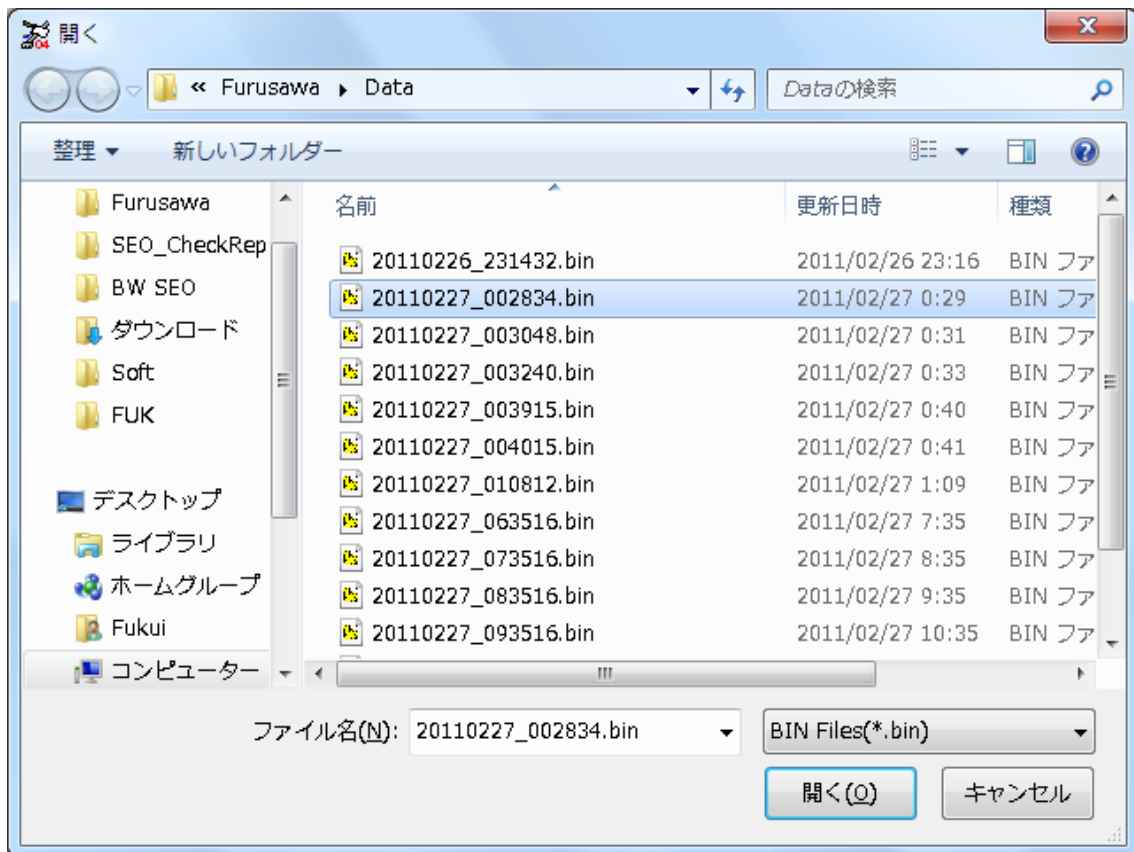 開く
« Furusawa ▸ Data
Dataの検索
整理 ▼ 新しいフォルダー
Furusawa
SEO_CheckRep
BW SEO
ダウンロード
Soft
FUK
デスクトップ
ライブラリ
ホームグループ
Fukui
コンピューター
名前 更新日時 種類
20110226_231432.bin 2011/02/26 23:16 BIN ファ
20110227_002834.bin 2011/02/27 0:29 BIN ファ
20110227_003048.bin 2011/02/27 0:31 BIN ファ
20110227_003240.bin 2011/02/27 0:33 BIN ファ
20110227_003915.bin 2011/02/27 0:40 BIN ファ
20110227_004015.bin 2011/02/27 0:41 BIN ファ
20110227_010812.bin 2011/02/27 1:09 BIN ファ
20110227_063516.bin 2011/02/27 7:35 BIN ファ
20110227_073516.bin 2011/02/27 8:35 BIN ファ
20110227_083516.bin 2011/02/27 9:35 BIN ファ
20110227_093516.bin 2011/02/27 10:35 BIN ファ
ファイル名(N): 20110227_002834.bin BIN Files(*.bin)
開く(O) キャンセル